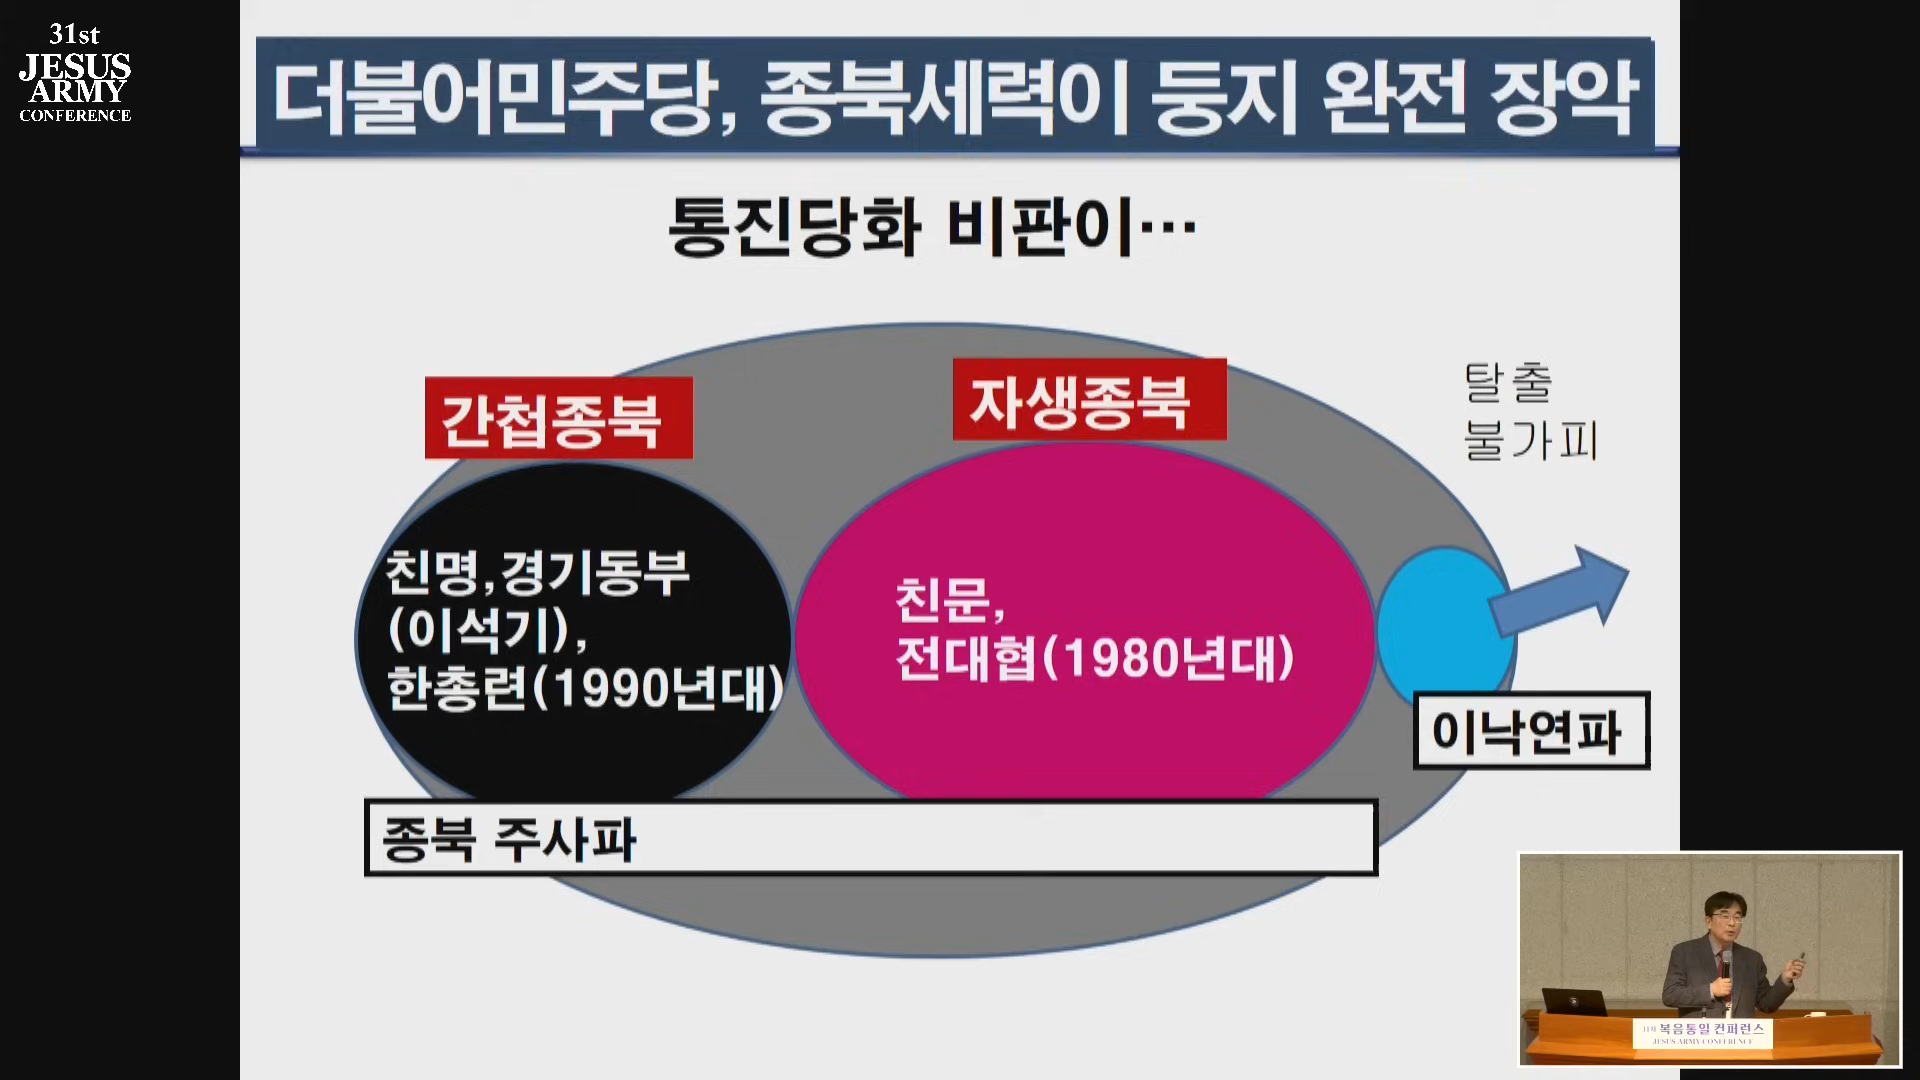 31st
JESUS
ARMY
CONFERENCE
더불어민주당, 종북세력이 둥지 완전 장악
통진당화 비판이…
간첩종북
자생종북
탈출
불가피
친명,경기동부
(이석기),
한총련(1990년대)
친문,
전대협(1980년대)
이낙연파
종북 주사파
복음통일 컨퍼런스
JESUS ARMY CONFERENCE